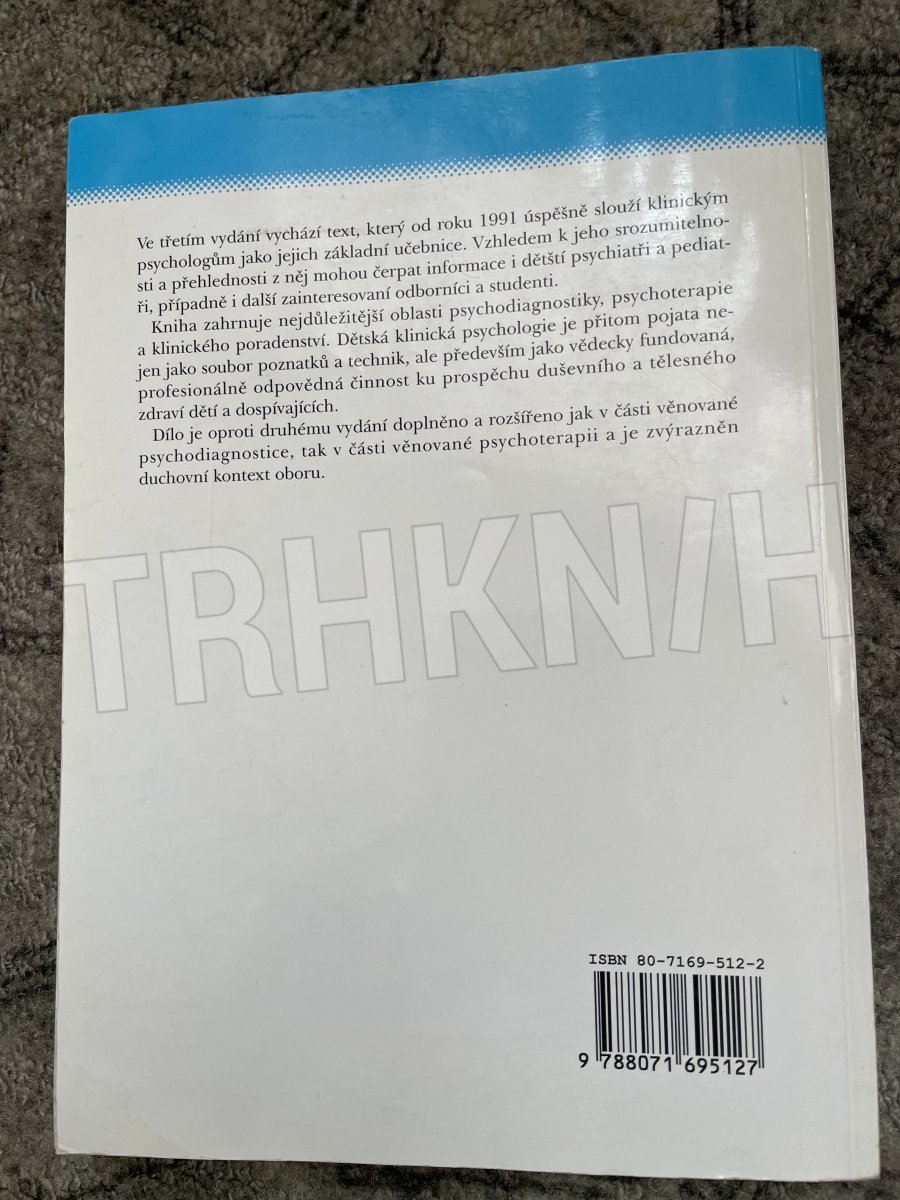 Ve třetím vydání vychází text, který od roku 1991 úspěšně slouží klinickým
psychologům jako jejich základní učebnice. Vzhledem k jeho srozumitelno-
sti a přehlednosti z něj mohou čerpat informace i dětští psychiatři a pediat-
ři, případně i další zainteresovaní odborníci a studenti.
Kniha zahrnuje nejdůležitější oblasti psychodiagnostiky, psychoterapie
a klinického poradenství. Dětská klinická psychologie je přitom pojata ne-
jen jako soubor poznatků a technik, ale především jako vědecky fundovaná,
profesionálně odpovědná činnost ku prospěchu duševního a tělesného
zdraví dětí a dospívajících.
Dílo je oproti druhému vydání doplněno a rozšířeno jak v části věnované
psychodiagnostice, tak v části věnované psychoterapii a je zvýrazněn
duchovní kontext oboru.
TRHKN/H
ISBN 80-7169-512-2
9 788071 695127